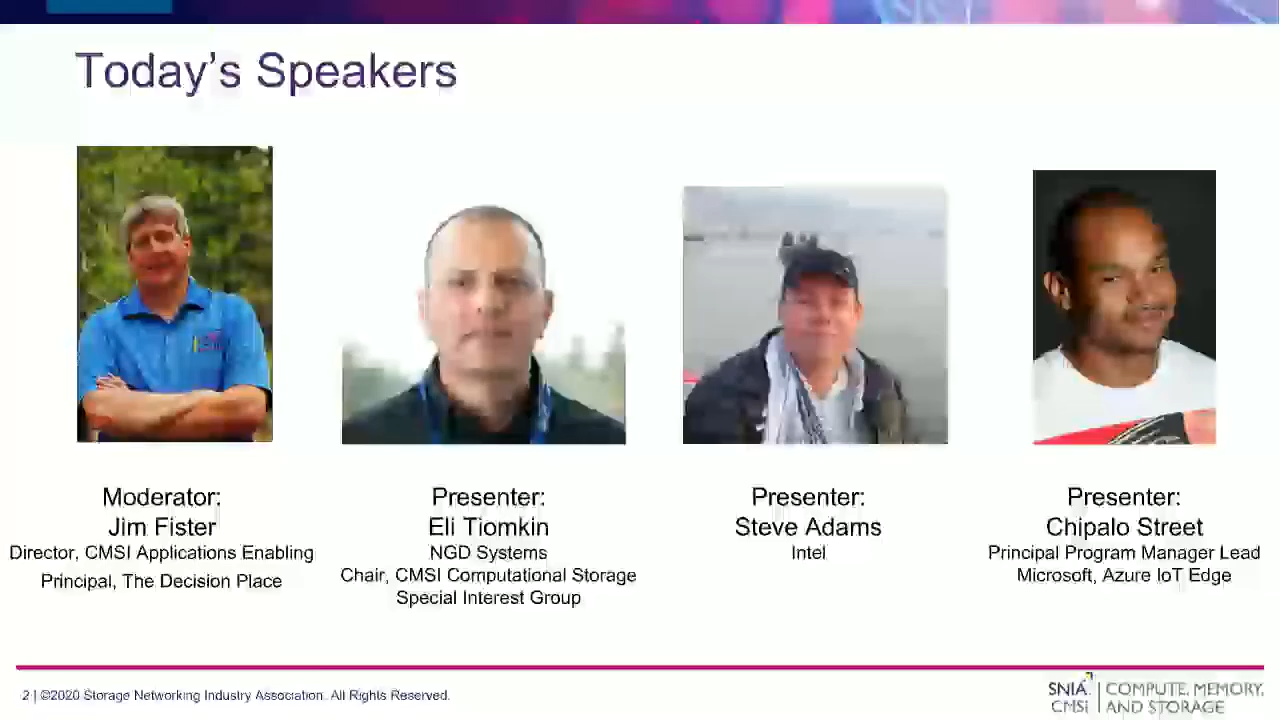 Today’s Speakers
Moderator:
Jim Fister
Director, CMSI Applications Enabling
Principal, The Decision Place
Presenter:
Eli Tiomkin
NGD Systems
Chair, CMSI Computational Storage
Special Interest Group
Presenter:
Steve Adams
Intel
Presenter:
Chipalo Street
Principal Program Manager Lead
Microsoft, Azure IoT Edge
2 | ©2020 Storage Networking Industry Association. All Rights Reserved.
SNIA. | COMPUTE, MEMORY,
CMSI | AND STORAGE